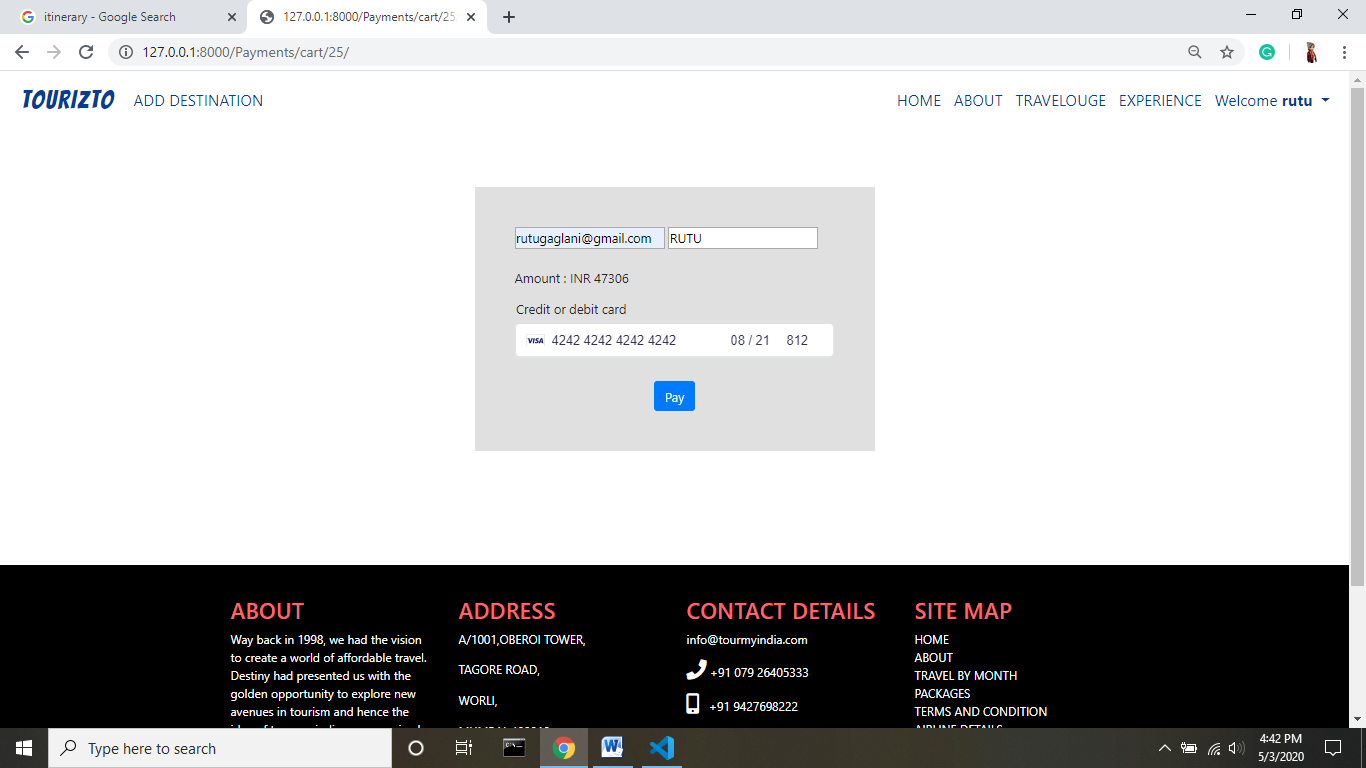 itinerary - Google Search
127.0.0.1:8000/Payments/cart/25
127.0.0.1:8000/Payments/cart/25/
TOURIZTO ADD DESTINATION HOME ABOUT TRAVELOUGE EXPERIENCE Welcome rutu
rutugaglani@gmail.com RUTU
Amount : INR 47306
Credit or debit card
VISA 4242 4242 4242 4242 08 / 21 812
Pay
ABOUT
Way back in 1998, we had the vision
to create a world of affordable travel.
Destiny had presented us with the
golden opportunity to explore new
avenues in tourism and hence the
ADDRESS
A/1001,OBEROI TOWER,
TAGORE ROAD,
WORLI,
CONTACT DETAILS
info@tourmyindia.com
+91 079 26405333
+91 9427698222
SITE MAP
HOME
ABOUT
TRAVEL BY MONTH
PACKAGES
TERMS AND CONDITION
AIRLINE DETAILS
Type here to search
4:42 PM
5/3/2020